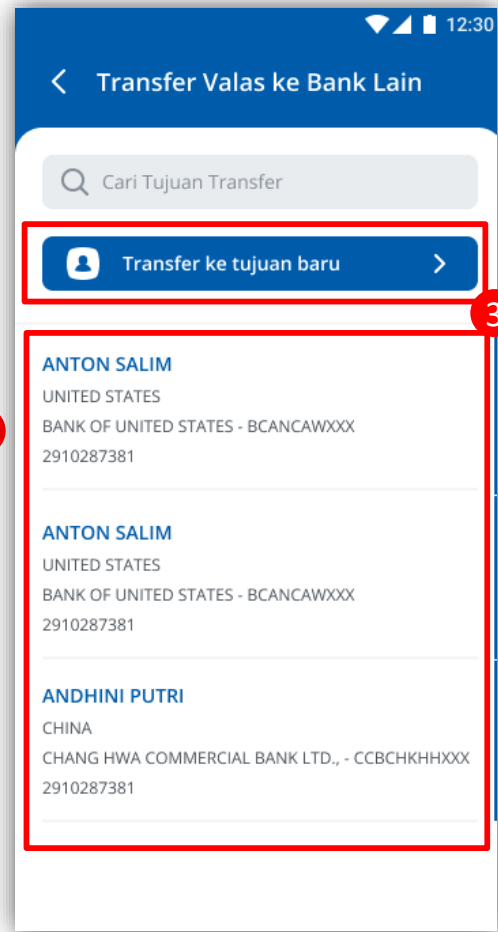 12:30
Transfer Valas ke Bank Lain
Cari Tujuan Transfer
Transfer ke tujuan baru
3
ANTON SALIM
UNITED STATES
BANK OF UNITED STATES - BCANCAWXXX
2910287381
ANTON SALIM
UNITED STATES
BANK OF UNITED STATES - BCANCAWXXX
2910287381
ANDHINI PUTRI
CHINA
CHANG HWA COMMERCIAL BANK LTD., - CCBCHKHHXXX
2910287381